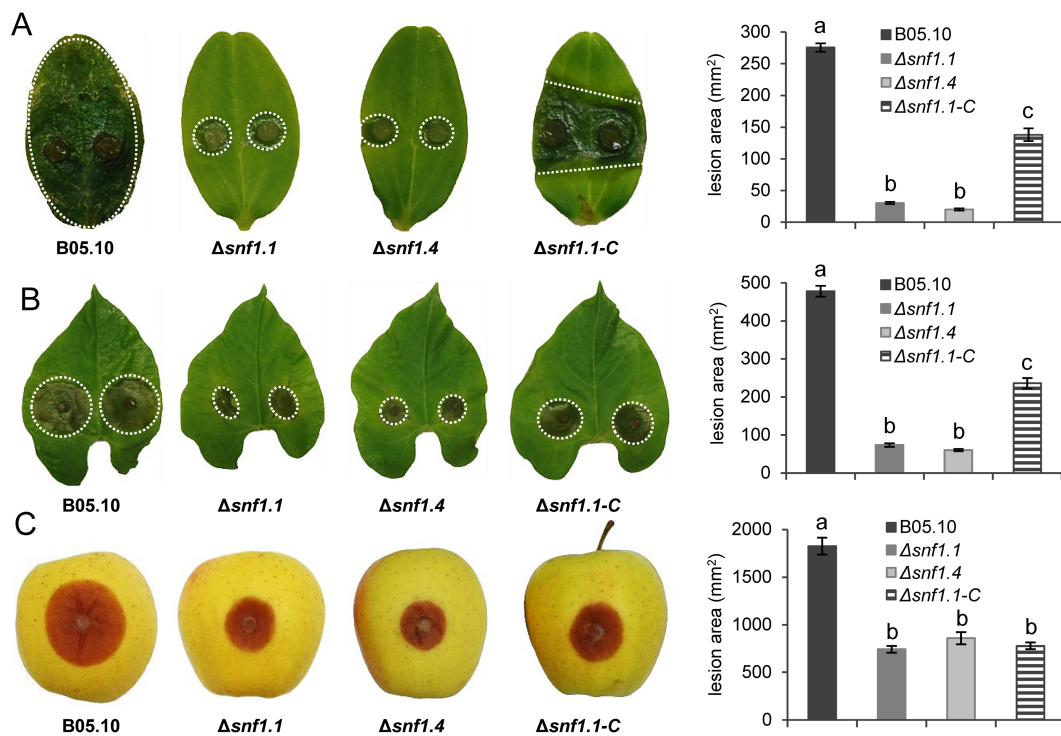 A
B05.10
Δsnf1.1
Δsnf1.4
Δsnf1.1-C
lesion area (mm²)
300
250
200
150
100
50
0
a
b
b
c
B05.10
Δsnf1.1
Δsnf1.4
Δsnf1.1-C
B
B05.10
Δsnf1.1
Δsnf1.4
Δsnf1.1-C
lesion area (mm²)
500
400
300
200
100
0
a
b
b
c
B05.10
Δsnf1.1
Δsnf1.4
Δsnf1.1-C
C
B05.10
Δsnf1.1
Δsnf1.4
Δsnf1.1-C
lesion area (mm²)
2000
1500
1000
500
0
a
b
b
b
B05.10
Δsnf1.1
Δsnf1.4
Δsnf1.1-C